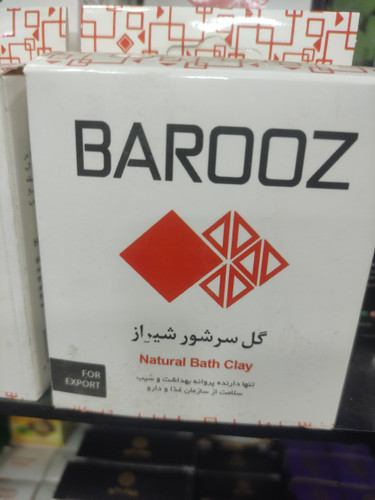 BAROOZ
گل سرشور شیراز
Natural Bath Clay
FOR
EXPORT
تنها دارنده پروانه بهداشت و سیب
سلامت از سازمان غذا و دارو